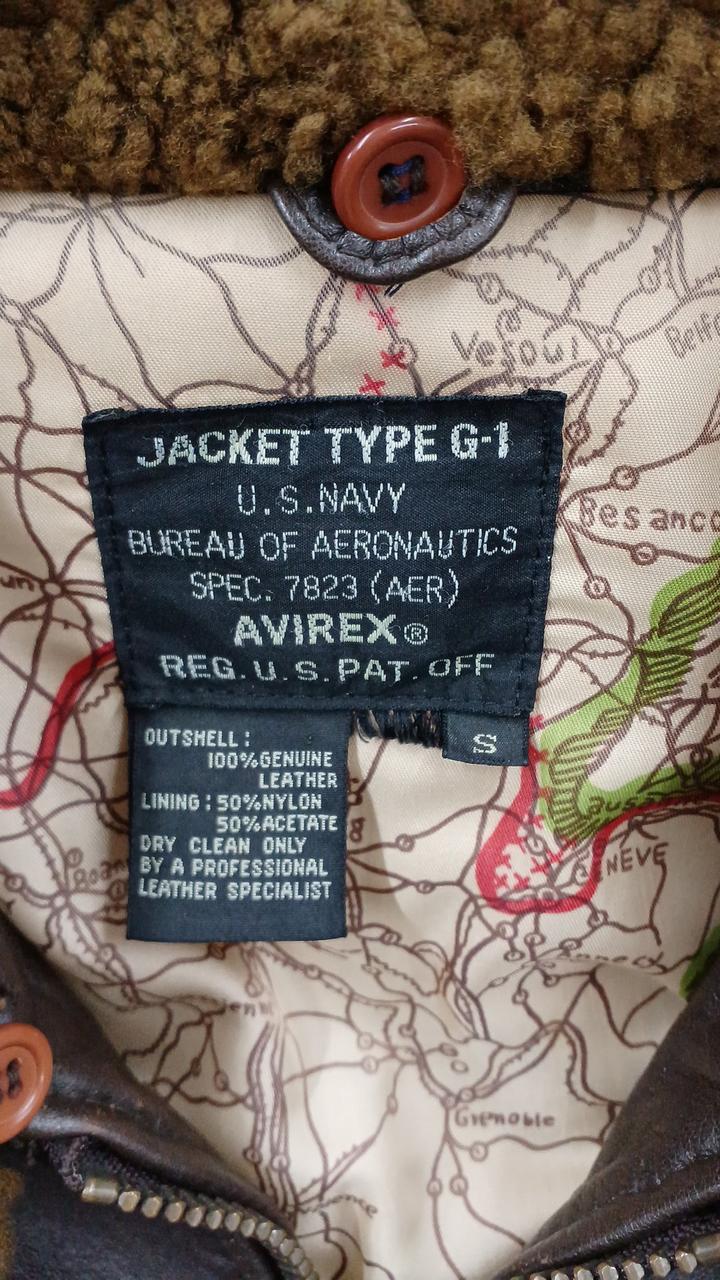 Vesoul
JACKET TYPE G-1
U.S.NAVY
BUREAU OF AERONAUTICS
SPEC. 7823 (AER)
AVIREX®
REG.U.S.PAT.OFF
S
OUTSHELL:
100%GENUINE
LEATHER
LINING:50%NYLON
50%ACETATE
DRY CLEAN ONLY
BY A PROFESSIONAL
LEATHER SPECIALIST
Besanco
NEVE
Grenoble